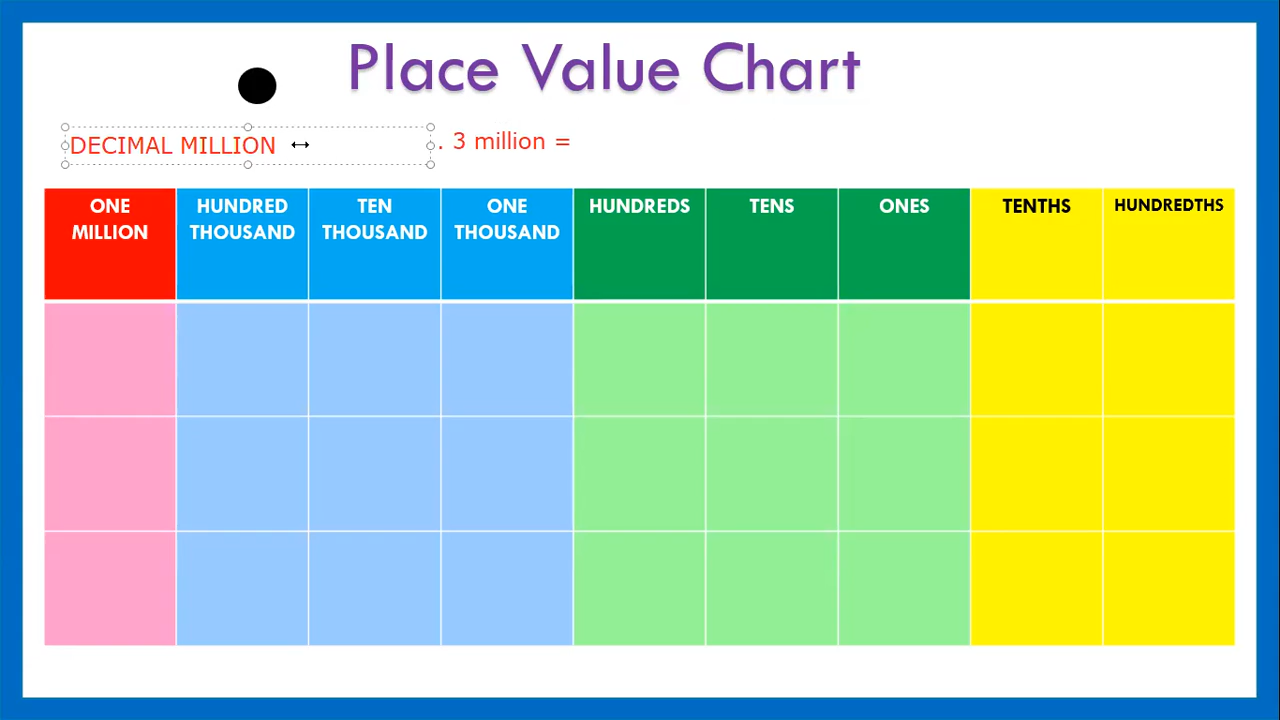 Place Value Chart
DECIMAL MILLION
. 3 million =
ONE
MILLION
HUNDRED
THOUSAND
TEN
THOUSAND
ONE
THOUSAND
HUNDREDS
TENS
ONES
TENTHS
HUNDREDTHS